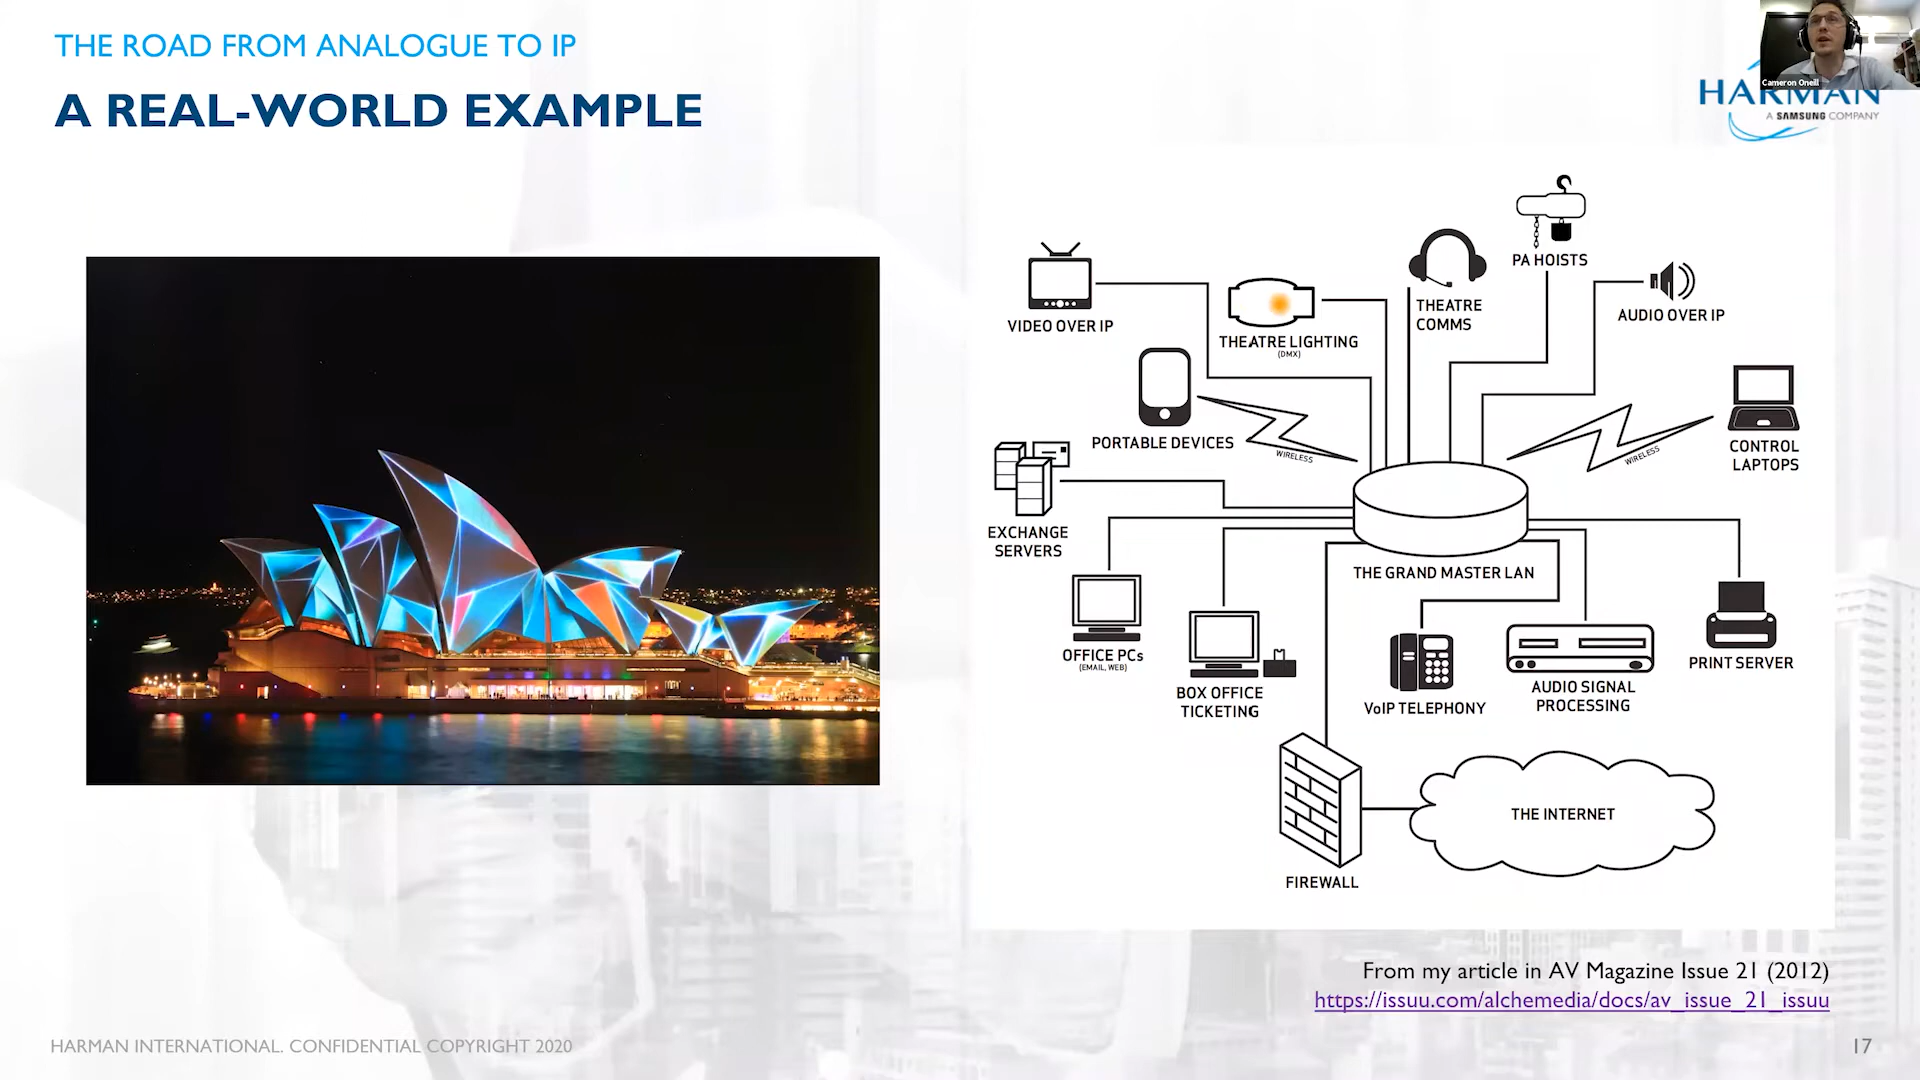 THE ROAD FROM ANALOGUE TO IP
A REAL-WORLD EXAMPLE
Cameron Oneill
HARMAN
A SAMSUNG COMPANY
PA HOISTS
THEATRE
COMMS
VIDEO OVER IP
THEATRE LIGHTING
(DMX)
AUDIO OVER IP
PORTABLE DEVICES
WIRELESS
WIRELESS
CONTROL
LAPTOPS
EXCHANGE
SERVERS
THE GRAND MASTER LAN
OFFICE PCs
(EMAIL, WEB)
BOX OFFICE
TICKETING
VoIP TELEPHONY
AUDIO SIGNAL
PROCESSING
PRINT SERVER
THE INTERNET
FIREWALL
From my article in AV Magazine Issue 21 (2012)
https://issuu.com/alchemedia/docs/av_issue_21_issuu
HARMAN INTERNATIONAL. CONFIDENTIAL COPYRIGHT 2020
17